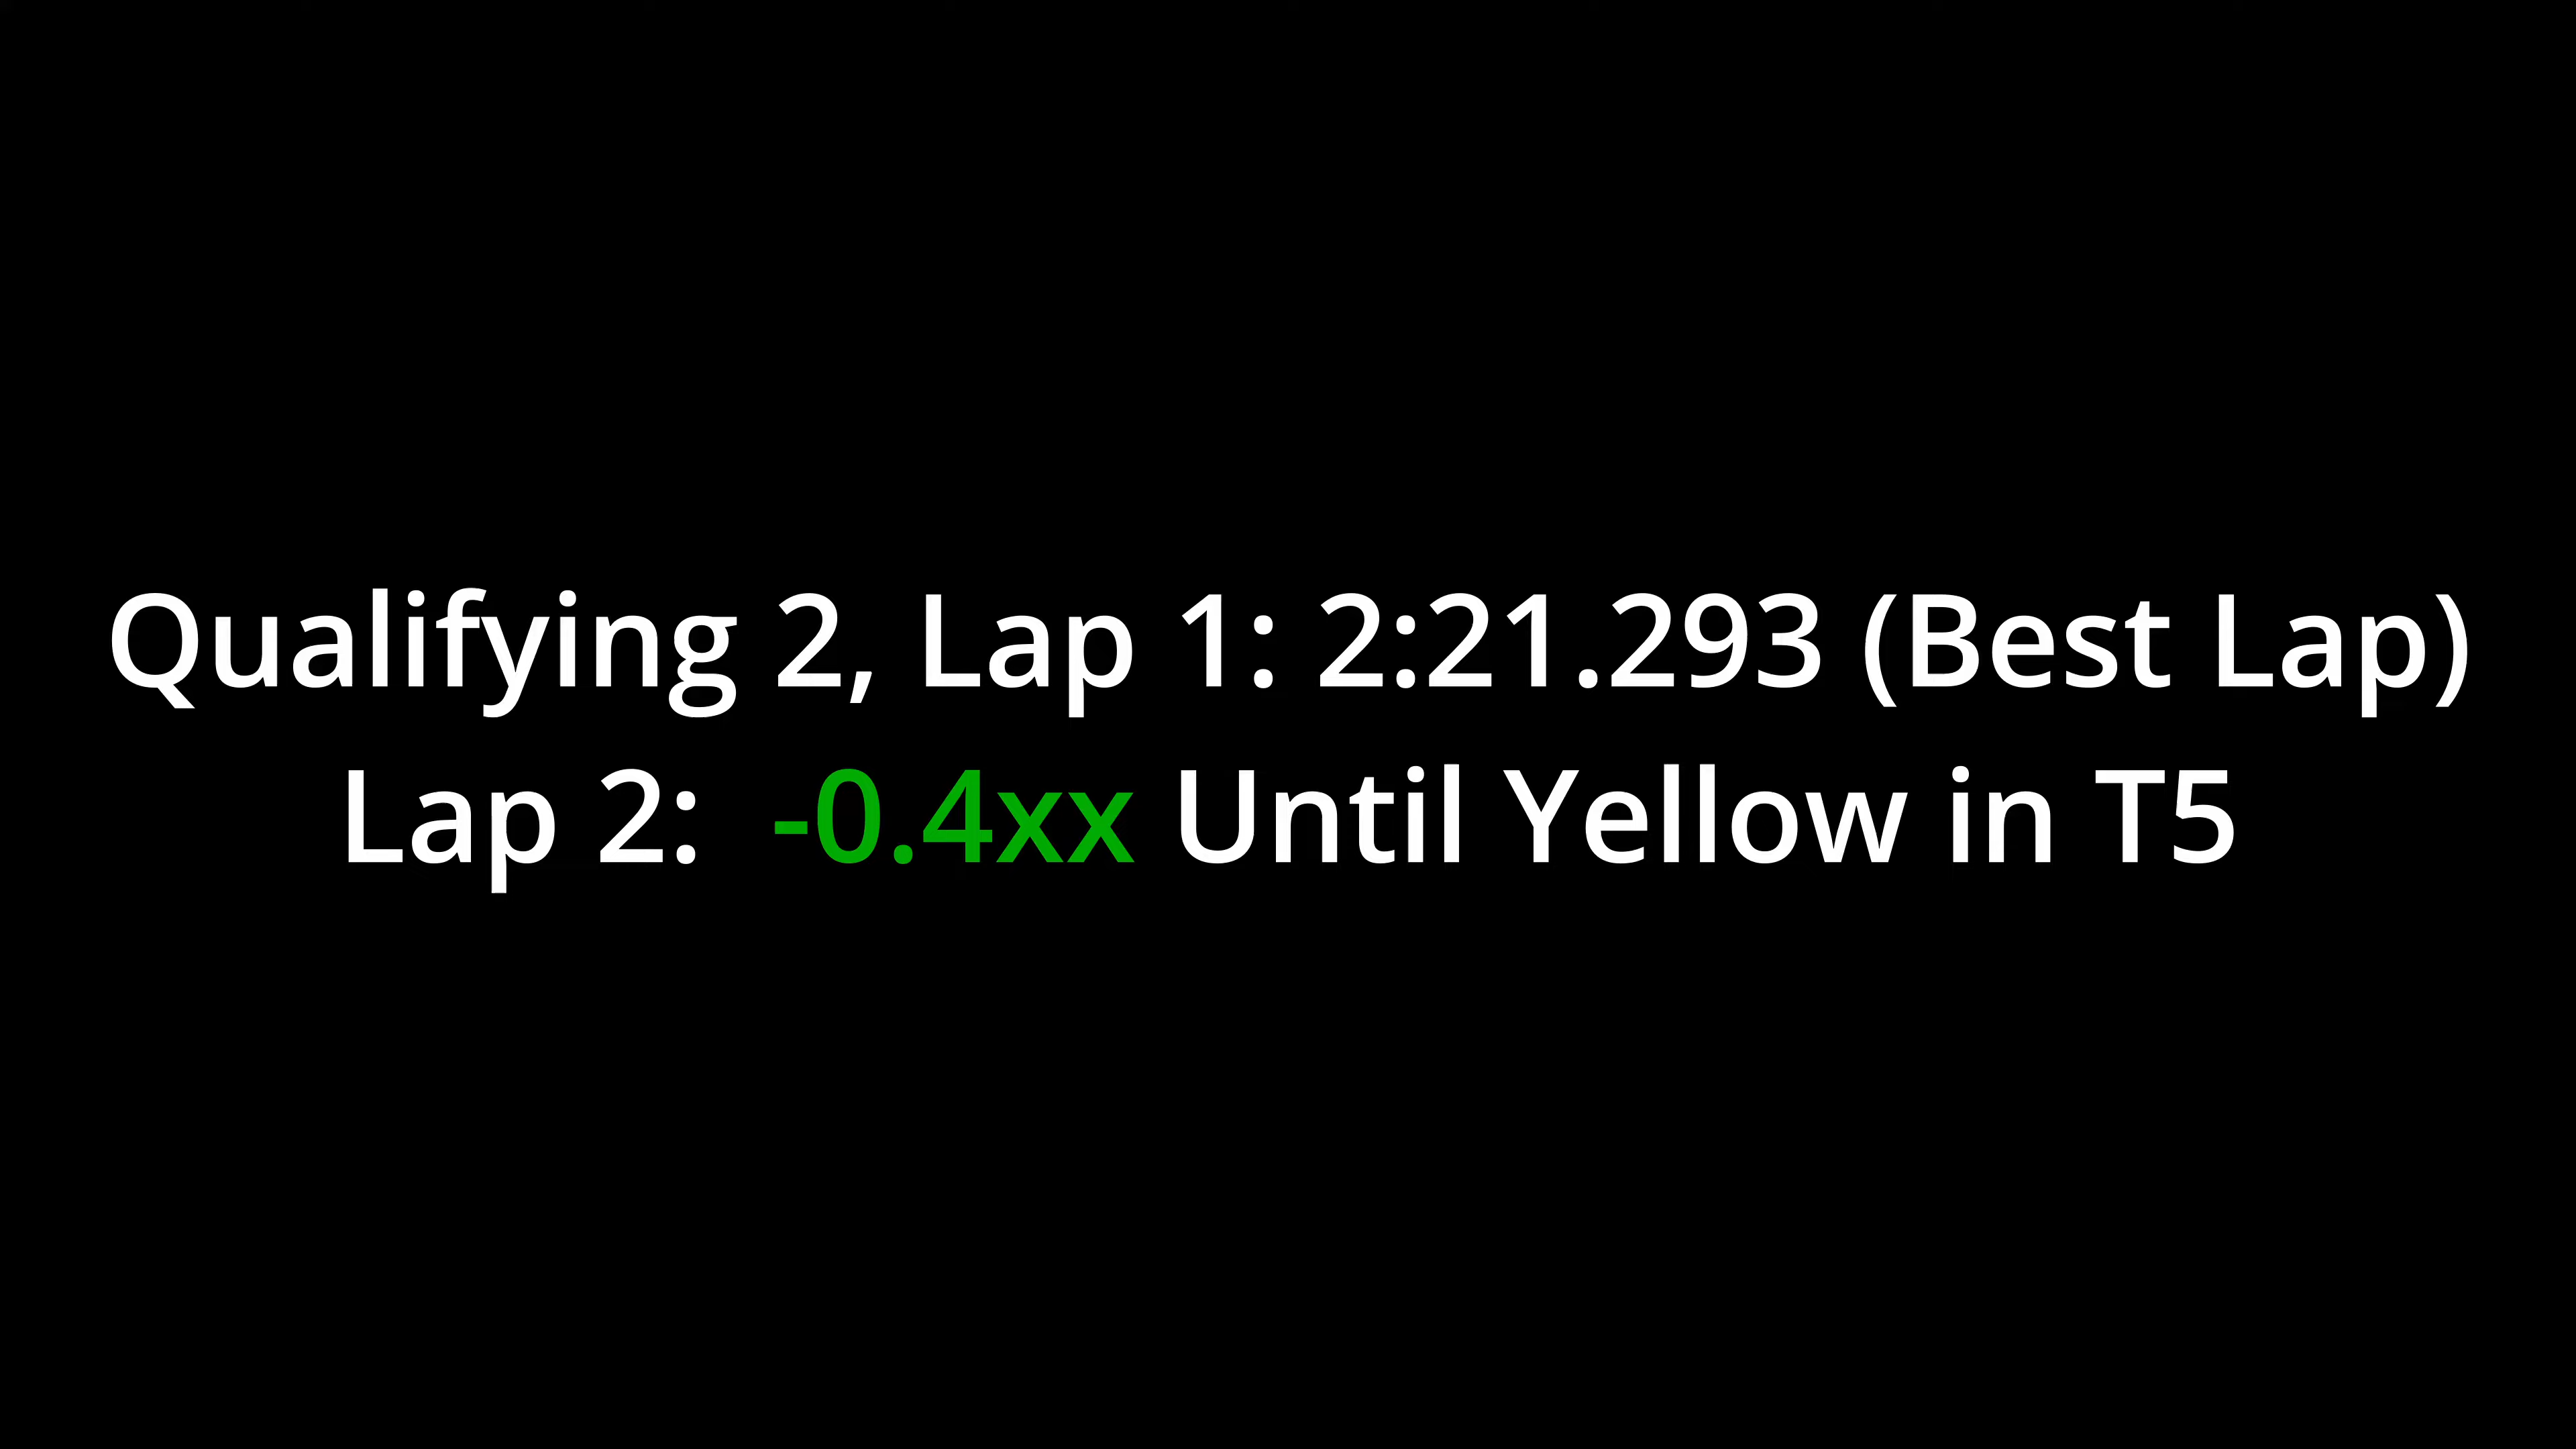 Qualifying 2, Lap 1: 2:21.293 (Best Lap)
Lap 2: -0.4xx Until Yellow in T5